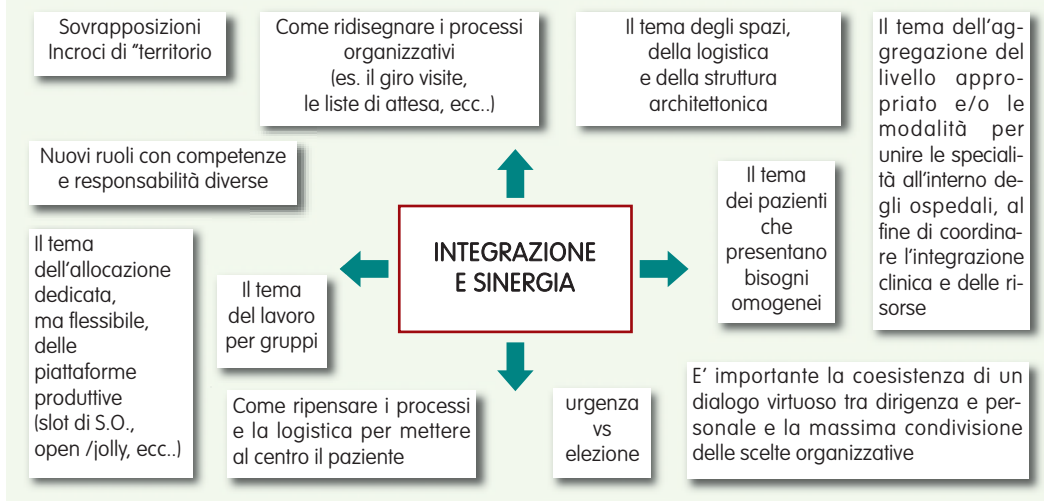 Sovrapposizioni
Incroci di "territorio
Come ridisegnare i processi
organizzativi
(es. il giro visite,
le liste di attesa, ecc..)
Il tema degli spazi,
della logistica
e della struttura
architettonica
Il tema dell'ag-
gregazione del
livello appro-
priato e/o le
modalità per
unire le speciali-
tà all'interno de-
gli ospedali, al
fine di coordina-
re l'integrazione
clinica e delle ri-
sorse
Nuovi ruoli con competenze
e responsabilità diverse
Il tema
dei pazienti
che
presentano
bisogni
omogenei
INTEGRAZIONE
E SINERGIA
Il tema
dell'allocazione
dedicata,
ma flessibile,
delle
piattaforme
produttive
(slot di S.O.,
open /jolly, ecc..)
Il tema
del lavoro
per gruppi
Come ripensare i processi
e la logistica per mettere
al centro il paziente
urgenza
vs
elezione
E' importante la coesistenza di un
dialogo virtuoso tra dirigenza e per-
sonale e la massima condivisione
delle scelte organizzative